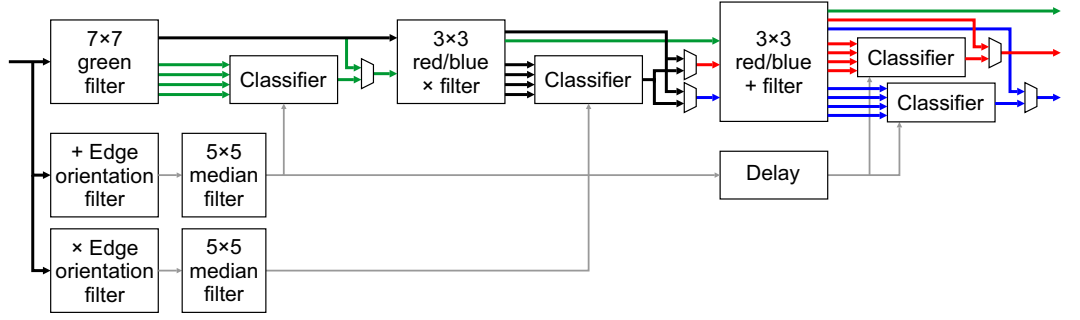 7×7
green
filter
Classifier
3×3
red/blue
× filter
Classifier
3×3
red/blue
+ filter
Classifier
Classifier
+ Edge
orientation
filter
5×5
median
filter
Delay
× Edge
orientation
filter
5×5
median
filter